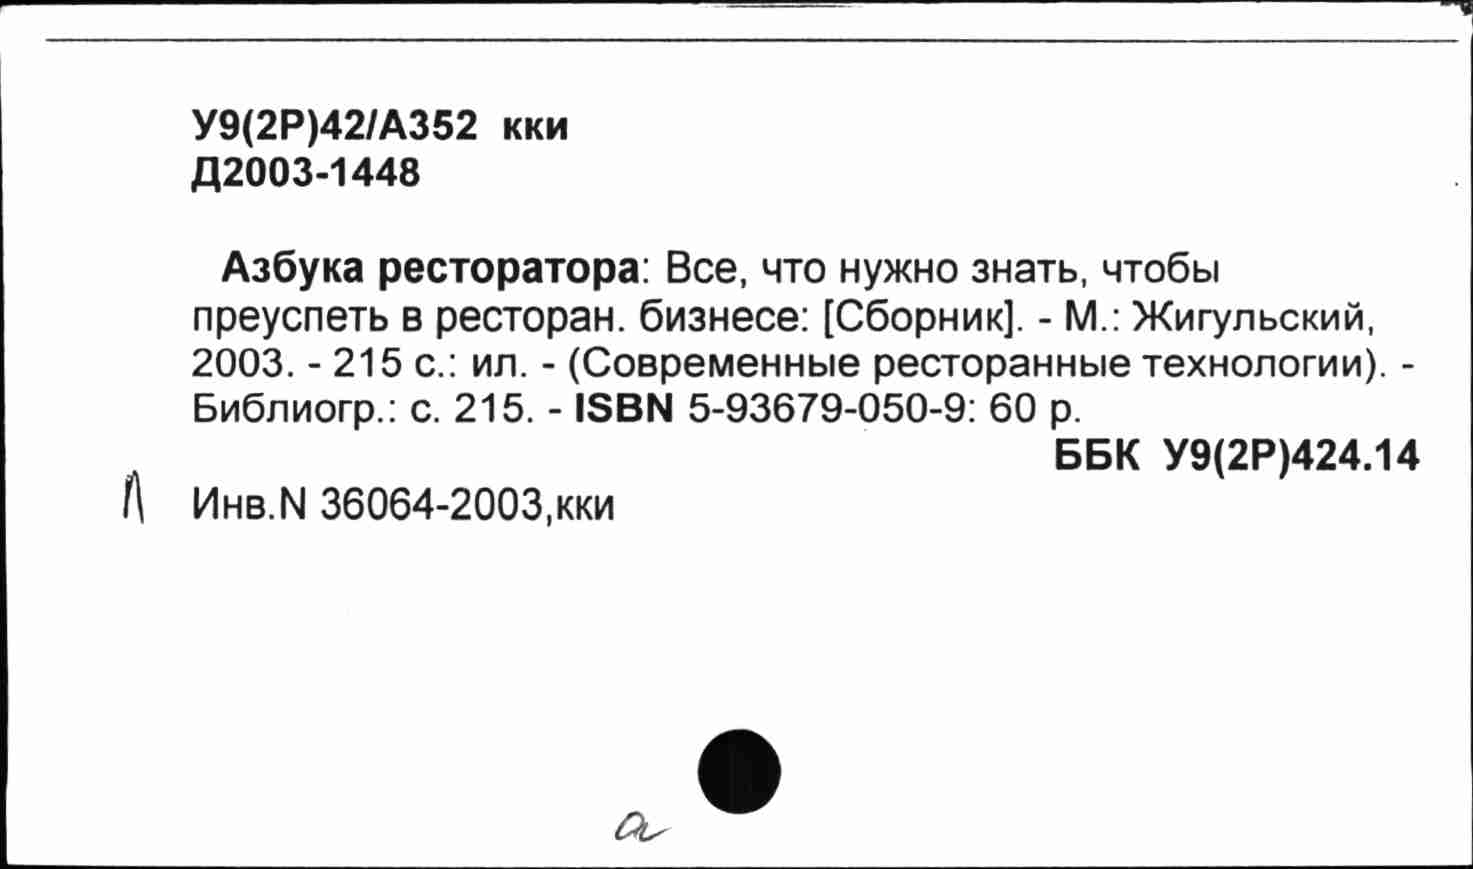 У9(2Р)42/А352 кки
Д2003-1448
Азбука ресторатора: Все, что нужно знать, чтобы
преуспеть в ресторан. бизнесе: [Сборник]. - М.: Жигульский,
2003. - 215 с.: ил. - (Современные ресторанные технологии). -
Библиогр.: с. 215. - ISBN 5-93679-050-9: 60 р.
ББК У9(2Р)424.14
Инв.N 36064-2003,кки
а